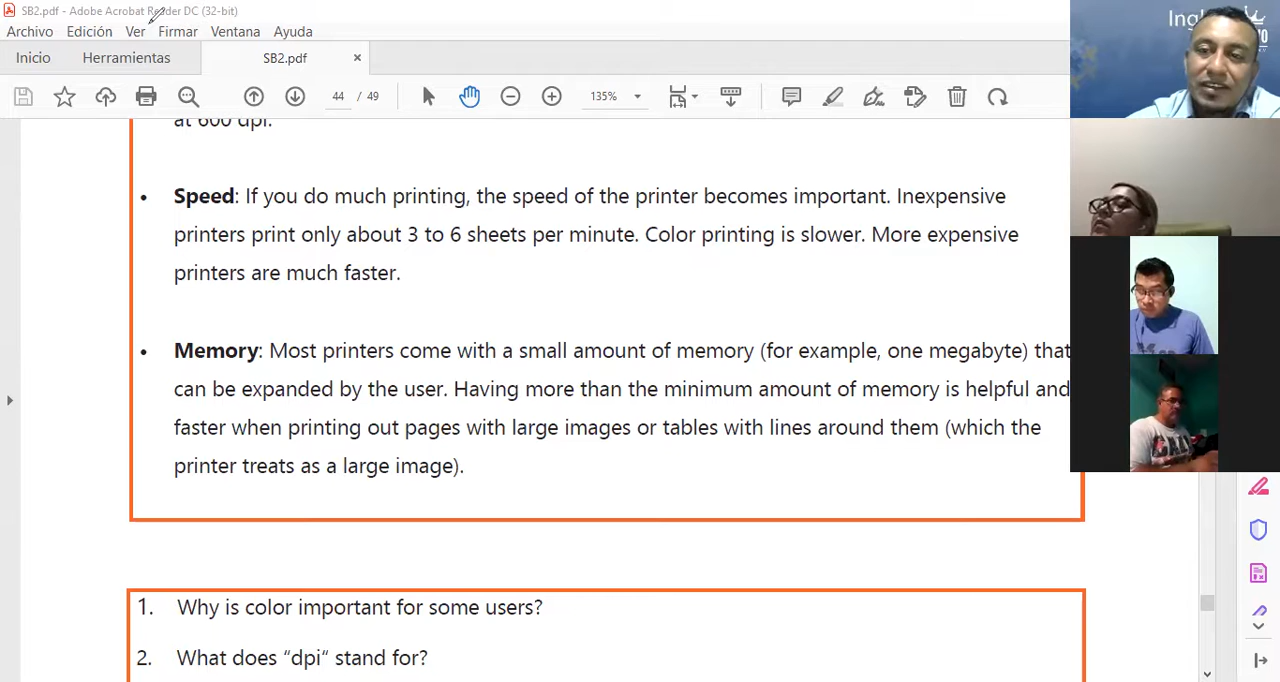 SB2.pdf - Adobe Acrobat Reader DC (32-bit)
Archivo Edición Ver Firmar Ventana Ayuda
Inicio Herramientas SB2.pdf ×
44 / 49 135%
at 600 dpi.
• Speed: If you do much printing, the speed of the printer becomes important. Inexpensive
printers print only about 3 to 6 sheets per minute. Color printing is slower. More expensive
printers are much faster.
• Memory: Most printers come with a small amount of memory (for example, one megabyte) that
can be expanded by the user. Having more than the minimum amount of memory is helpful and
faster when printing out pages with large images or tables with lines around them (which the
printer treats as a large image).
1. Why is color important for some users?
2. What does “dpi“ stand for?